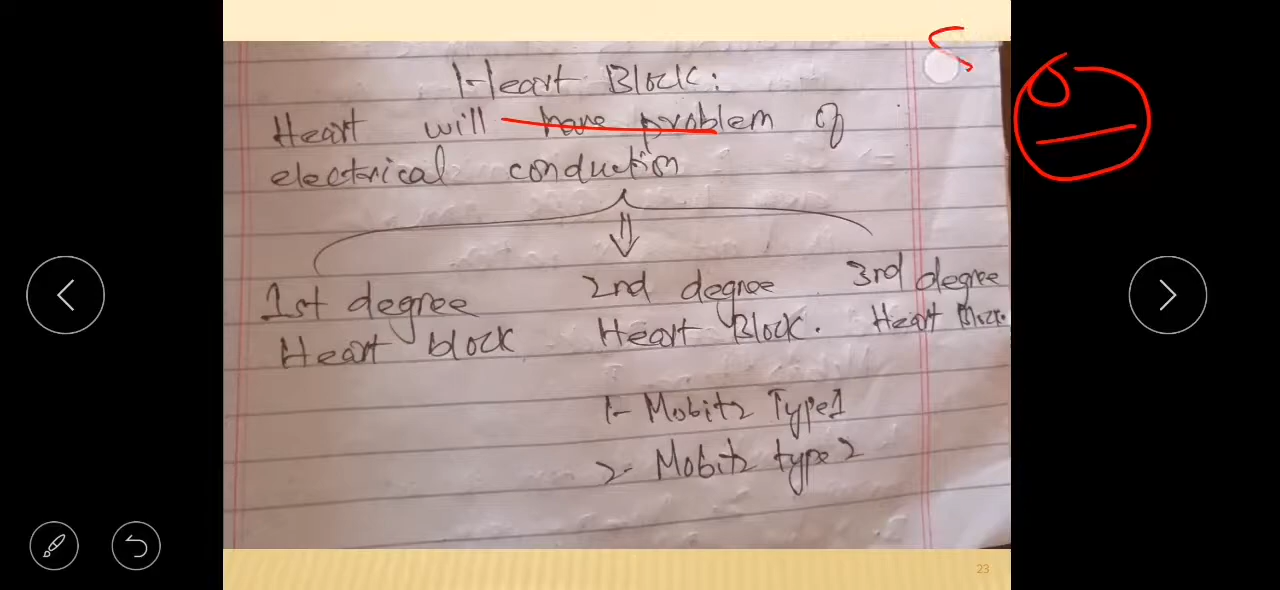 Heart Block:
Heart will have problem of
electrical conduction
1st degree
Heart block
2nd degree
Heart Block.
3rd degree
Heart Block.
1- Mobitz Type1
2- Mobitz type 2
23